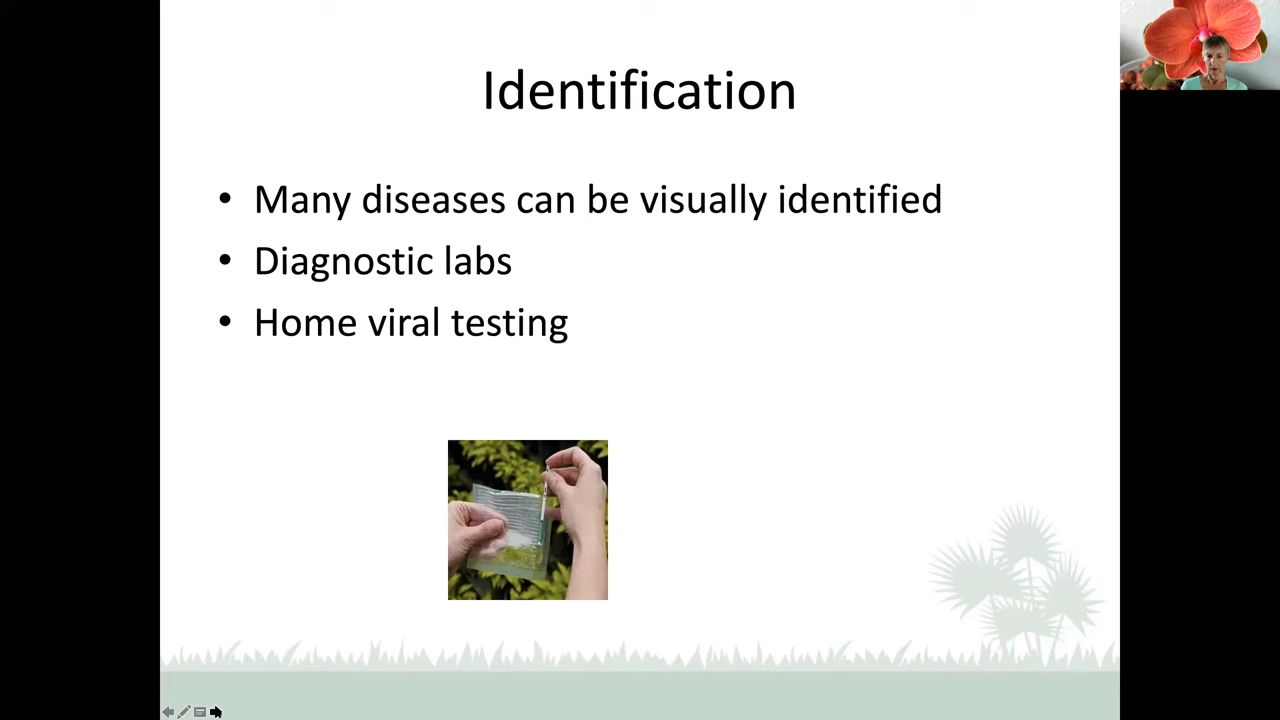 Identification
• Many diseases can be visually identified
• Diagnostic labs
• Home viral testing